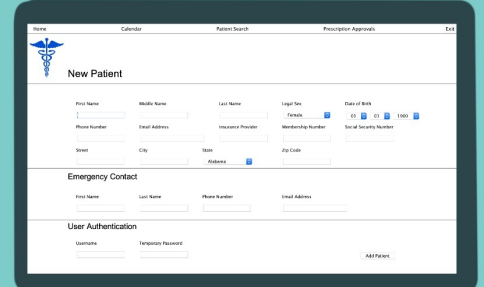 Home Calendar Patient Search Prescription Approvals Exit
New Patient
First Name Middle Name Last Name Legal Sex Date of Birth
Female 01 01 1900
Phone Number Email Address Insurance Provider Membership Number Social Security Number
Street City State Zip Code
Alabama
Emergency Contact
First Name Last Name Phone Number Email Address
User Authentication
Username Temporary Password
Add Patient